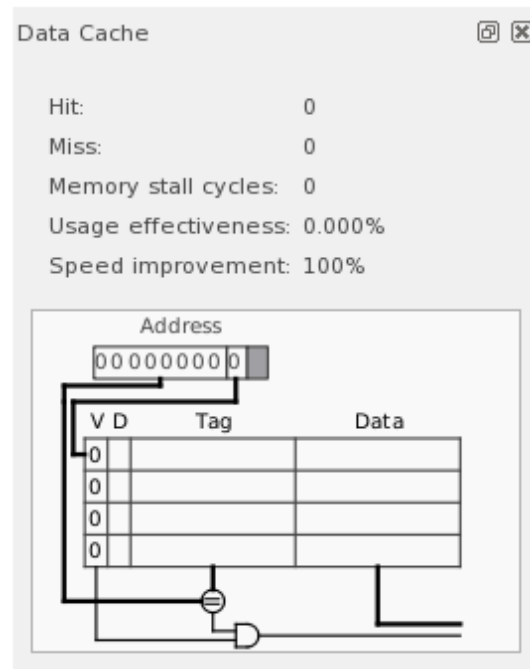 Data Cache
Hit: 0
Miss: 0
Memory stall cycles: 0
Usage effectiveness: 0.000%
Speed improvement: 100%
Address
00000000 0
V D Tag Data
0
0
0
0
=